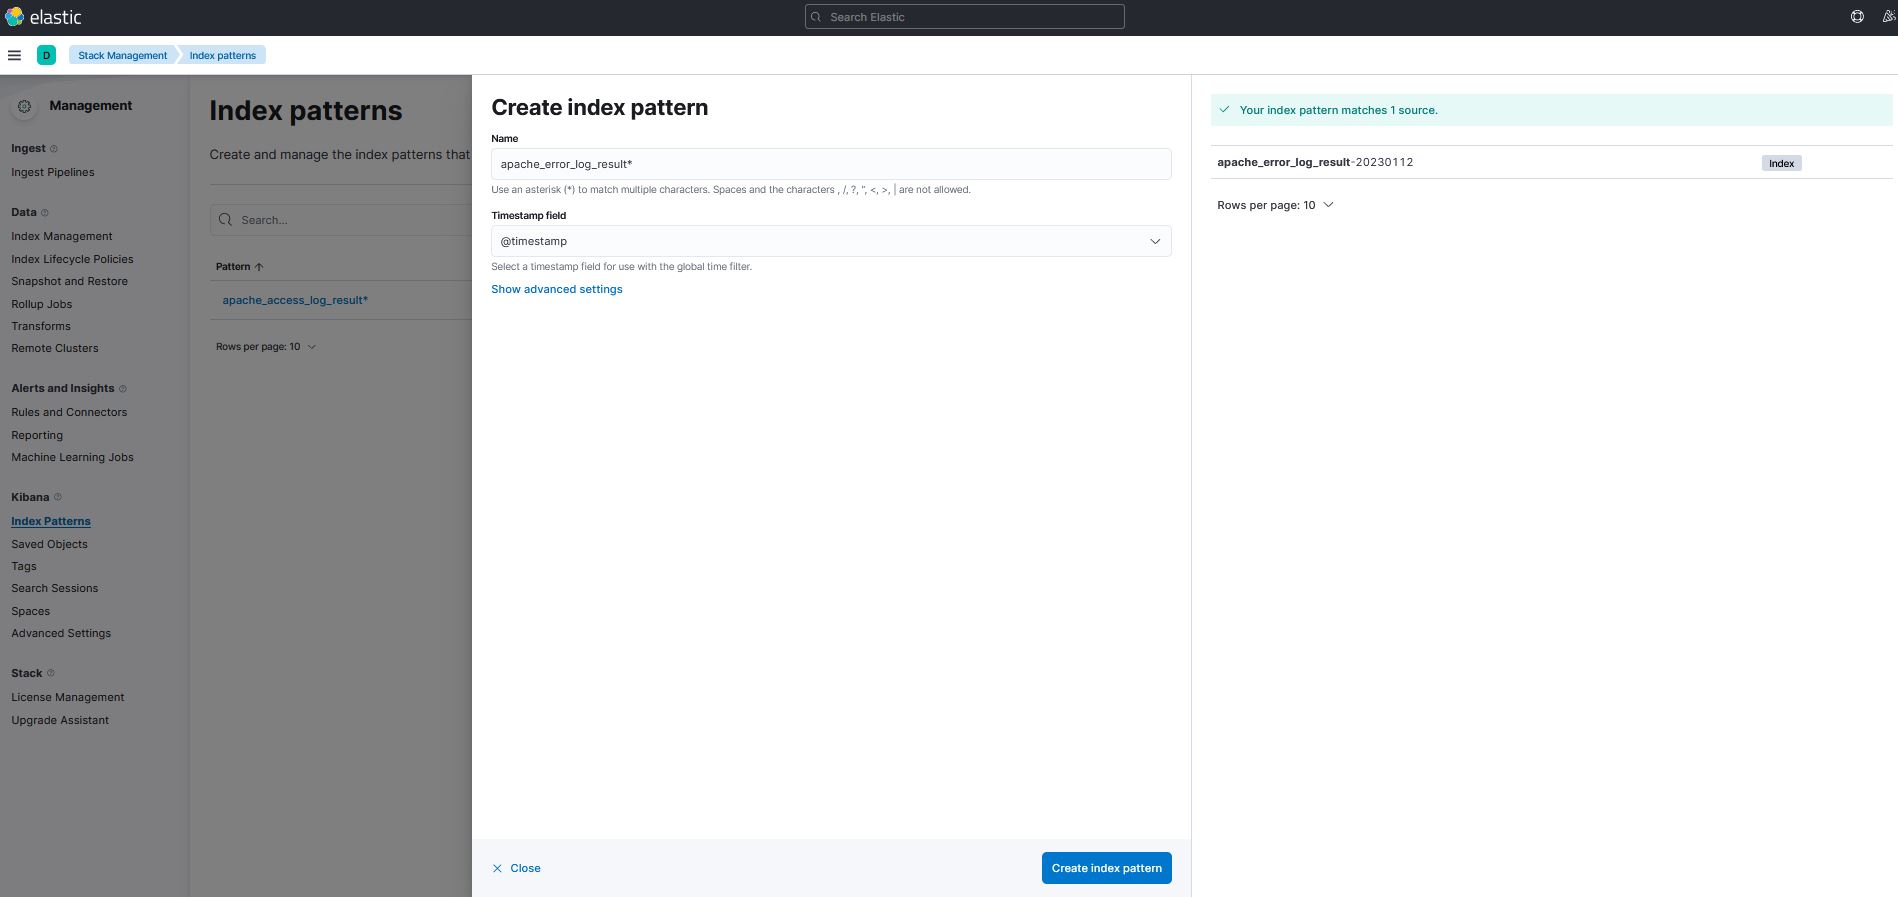 elastic
Search Elastic
D
Stack Management
Index patterns
Management
Ingest
Ingest Pipelines
Data
Index Management
Index Lifecycle Policies
Snapshot and Restore
Rollup Jobs
Transforms
Remote Clusters
Alerts and Insights
Rules and Connectors
Reporting
Machine Learning Jobs
Kibana
Index Patterns
Saved Objects
Tags
Search Sessions
Spaces
Advanced Settings
Stack
License Management
Upgrade Assistant
Index patterns
Create and manage the index patterns that
Search...
Pattern
apache_access_log_result*
Rows per page: 10
Create index pattern
Name
apache_error_log_result*
Use an asterisk (*) to match multiple characters. Spaces and the characters , /, ?, ", <, >, | are not allowed.
Timestamp field
@timestamp
Select a timestamp field for use with the global time filter.
Show advanced settings
Close
Create index pattern
Your index pattern matches 1 source.
apache_error_log_result-20230112
Index
Rows per page: 10